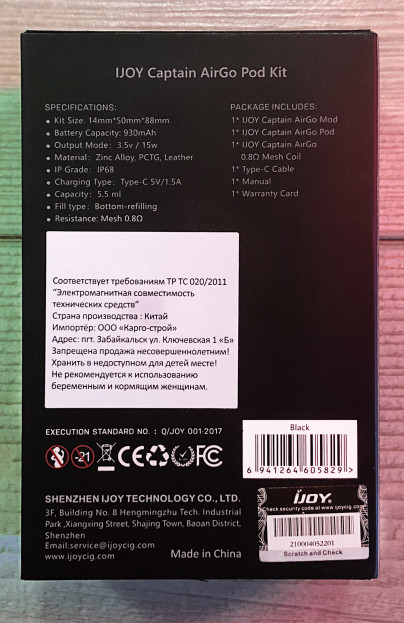 IJOY Captain AirGo Pod Kit
SPECIFICATIONS:
• Kit Size: 14mm*50mm*88mm
• Battery Capacity: 930mAh
• Output Mode: 3.5v / 15w
• Material: Zinc Alloy, PCTG, Leather
• IP Grade: IP68
• Charging Type: Type-C 5V/1.5A
• Capacity: 5.5 ml
• Fill type: Bottom-refilling
• Resistance: Mesh 0.8Ω
PACKAGE INCLUDES:
1* IJOY Captain AirGo Mod
1* IJOY Captain AirGo Pod
1* IJOY Captain AirGo
0.8Ω Mesh Coil
1* Type-C Cable
1* Manual
1* Warranty Card
Соответствует требованиям ТР ТС 020/2011
"Электромагнитная совместимость
технических средств"
Страна производства : Китай
Импортёр: ООО «Карго-строй»
Адрес: пгт. Забайкальск ул. Ключевская 1 «Б»
Запрещена продажа несовершеннолетним!
Хранить в недоступном для детей месте!
Не рекомендуется к использованию
беременным и кормящим женщинам.
EXECUTION STANDARD NO. : Q/JOY 001-2017
-21 CE FC
Black
6 941264 605829 >
SHENZHEN IJOY TECHNOLOGY CO., LTD.
3F, Building No. 8 Hengmingzhu Tech. Industrial
Park ,Xiangxing Street, Shajing Town, Baoan District,
Shenzhen
Email:service@ijoycig.com
www.ijoycig.com
Made in China
IJOY
Check security code at www.ijoycig.com
210004052201
Scratch and Check